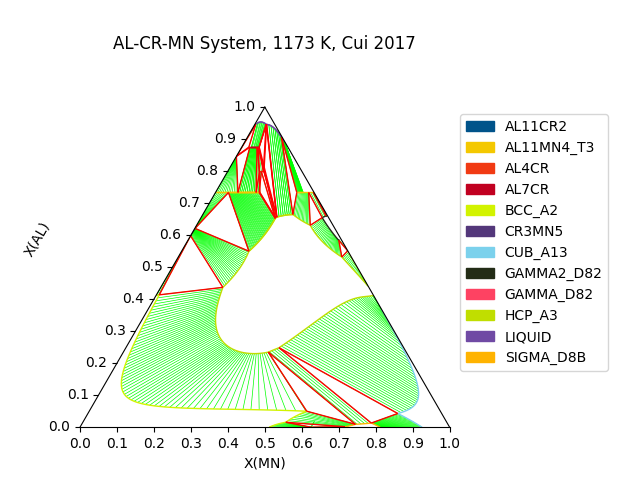 AL-CR-MN System, 1173 K, Cui 2017
1.0
0.9
0.8
0.7
0.6
0.5
0.4
0.3
0.2
0.1
0.0
X(AL)
0.0 0.1 0.2 0.3 0.4 0.5 0.6 0.7 0.8 0.9 1.0
X(MN)
AL11CR2
AL11MN4_T3
AL4CR
AL7CR
BCC_A2
CR3MN5
CUB_A13
GAMMA2_D82
GAMMA_D82
HCP_A3
LIQUID
SIGMA_D8B